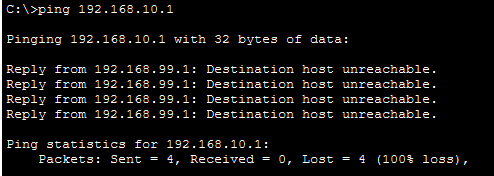 C:\>ping 192.168.10.1
Pinging 192.168.10.1 with 32 bytes of data:
Reply from 192.168.99.1: Destination host unreachable.
Reply from 192.168.99.1: Destination host unreachable.
Reply from 192.168.99.1: Destination host unreachable.
Reply from 192.168.99.1: Destination host unreachable.
Ping statistics for 192.168.10.1:
    Packets: Sent = 4, Received = 0, Lost = 4 (100% loss),